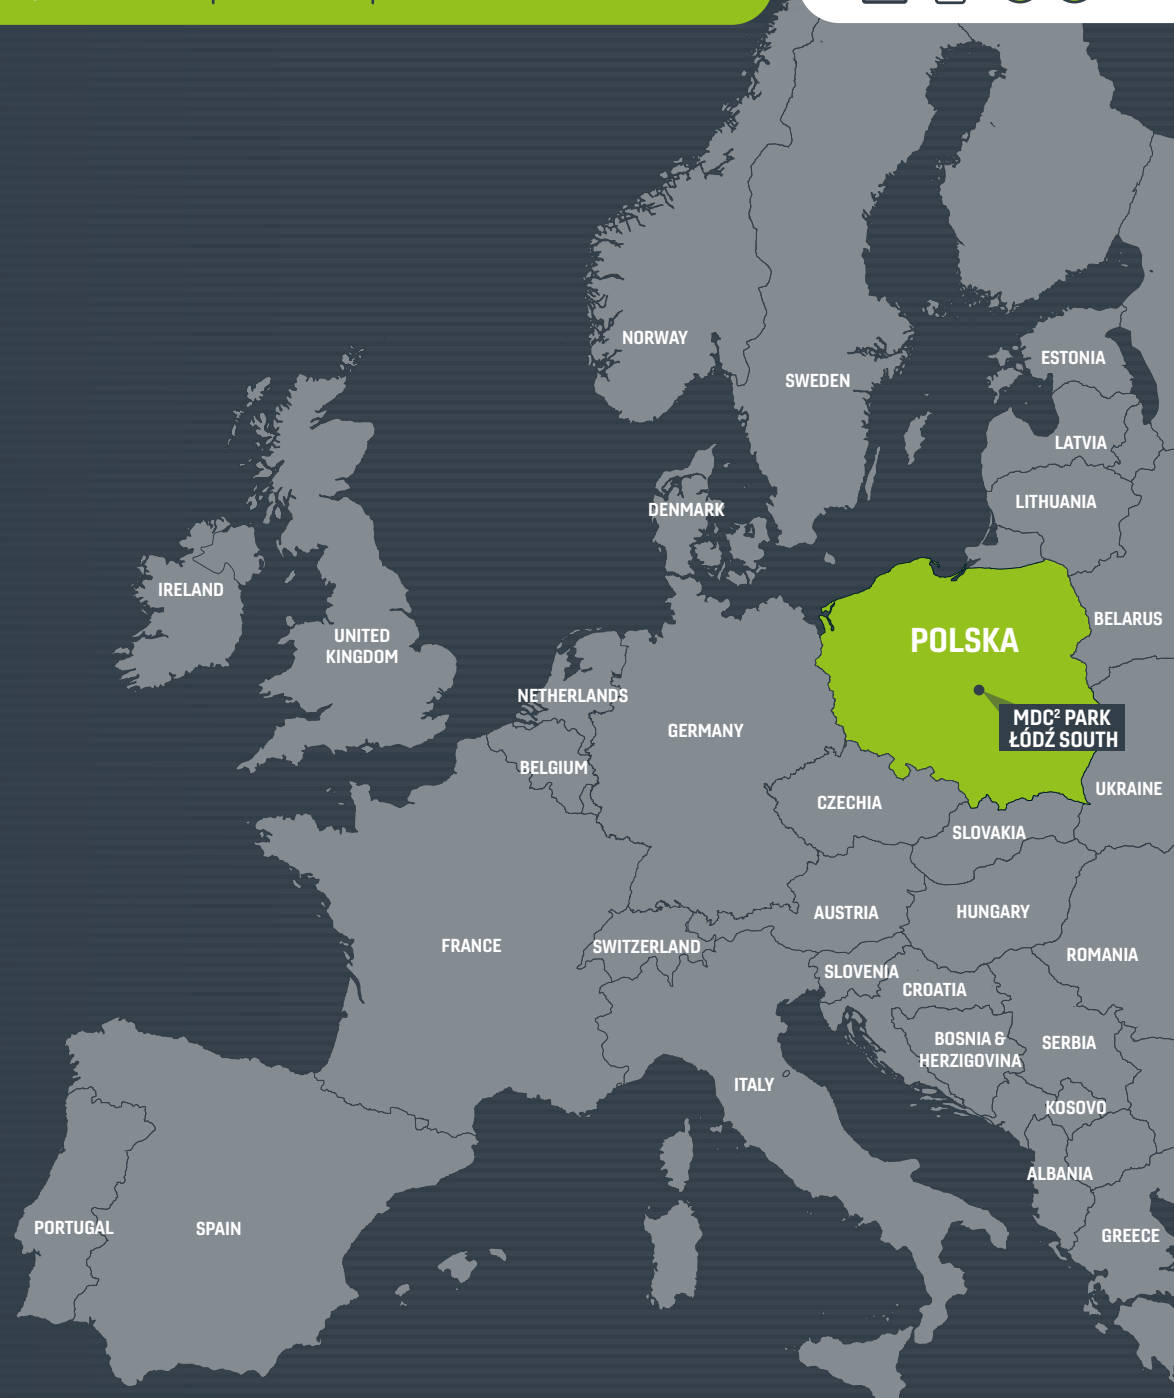 NORWAY
SWEDEN
ESTONIA
LATVIA
LITHUANIA
DENMARK
IRELAND
UNITED
KINGDOM
BELARUS
POLSKA
NETHERLANDS
MDC² PARK
ŁÓDŹ SOUTH
GERMANY
BELGIUM
UKRAINE
CZECHIA
SLOVAKIA
AUSTRIA
HUNGARY
FRANCE
SWITZERLAND
ROMANIA
SLOVENIA
CROATIA
BOSNIA &
HERZIGOVINA
SERBIA
ITALY
KOSOVO
ALBANIA
PORTUGAL
SPAIN
GREECE